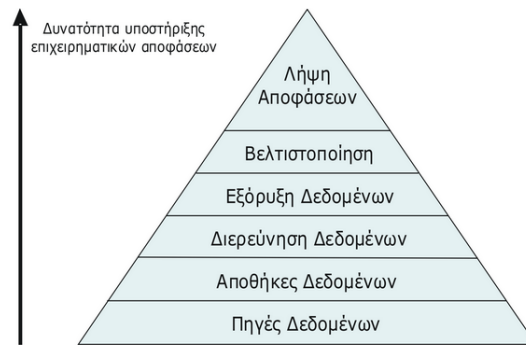 Δυνατότητα υποστήριξης
επιχειρηματικών αποφάσεων
Λήψη
Αποφάσεων
Βελτιστοποίηση
Εξόρυξη Δεδομένων
Διερεύνηση Δεδομένων
Αποθήκες Δεδομένων
Πηγές Δεδομένων